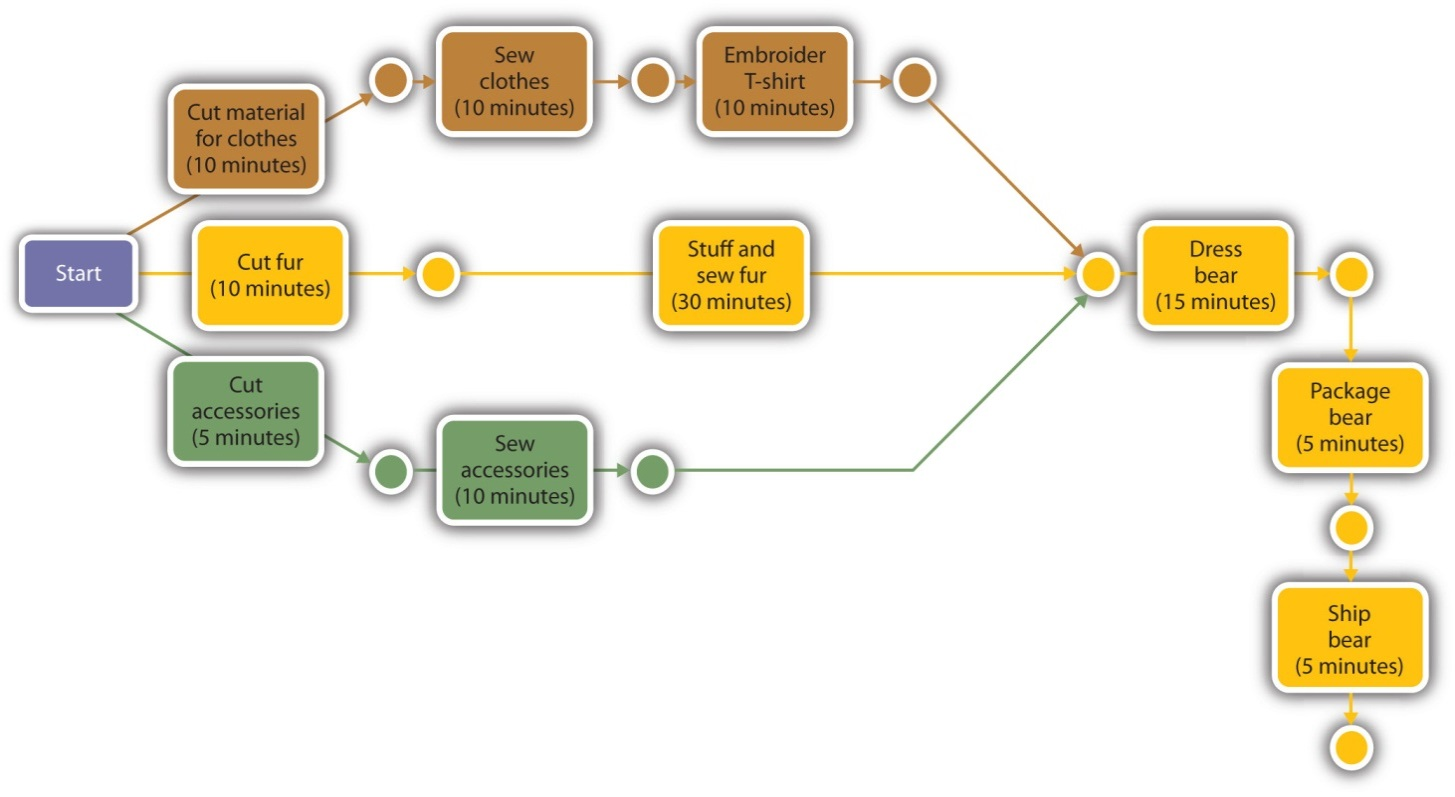 Start
Cut material
for clothes
(10 minutes)
Sew
clothes
(10 minutes)
Embroider
T-shirt
(10 minutes)
Cut fur
(10 minutes)
Stuff and
sew fur
(30 minutes)
Cut
accessories
(5 minutes)
Sew
accessories
(10 minutes)
Dress
bear
(15 minutes)
Package
bear
(5 minutes)
Ship
bear
(5 minutes)